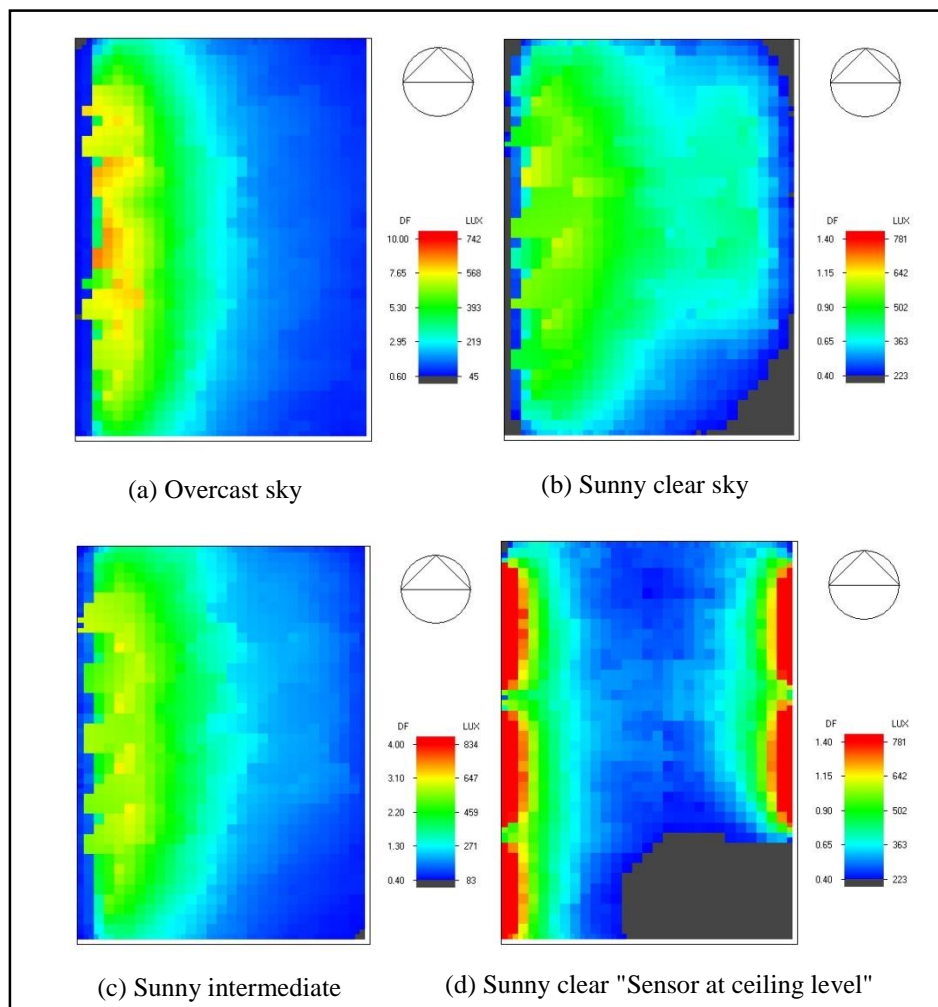 DF LUX
10.00 742
7.65 568
5.30 393
2.95 219
0.60 45
(a) Overcast sky
DF LUX
1.40 781
1.15 642
0.90 502
0.65 363
0.40 223
(b) Sunny clear sky
DF LUX
4.00 834
3.10 647
2.20 459
1.30 271
0.40 83
(c) Sunny intermediate
DF LUX
1.40 781
1.15 642
0.90 502
0.65 363
0.40 223
(d) Sunny clear "Sensor at ceiling level"